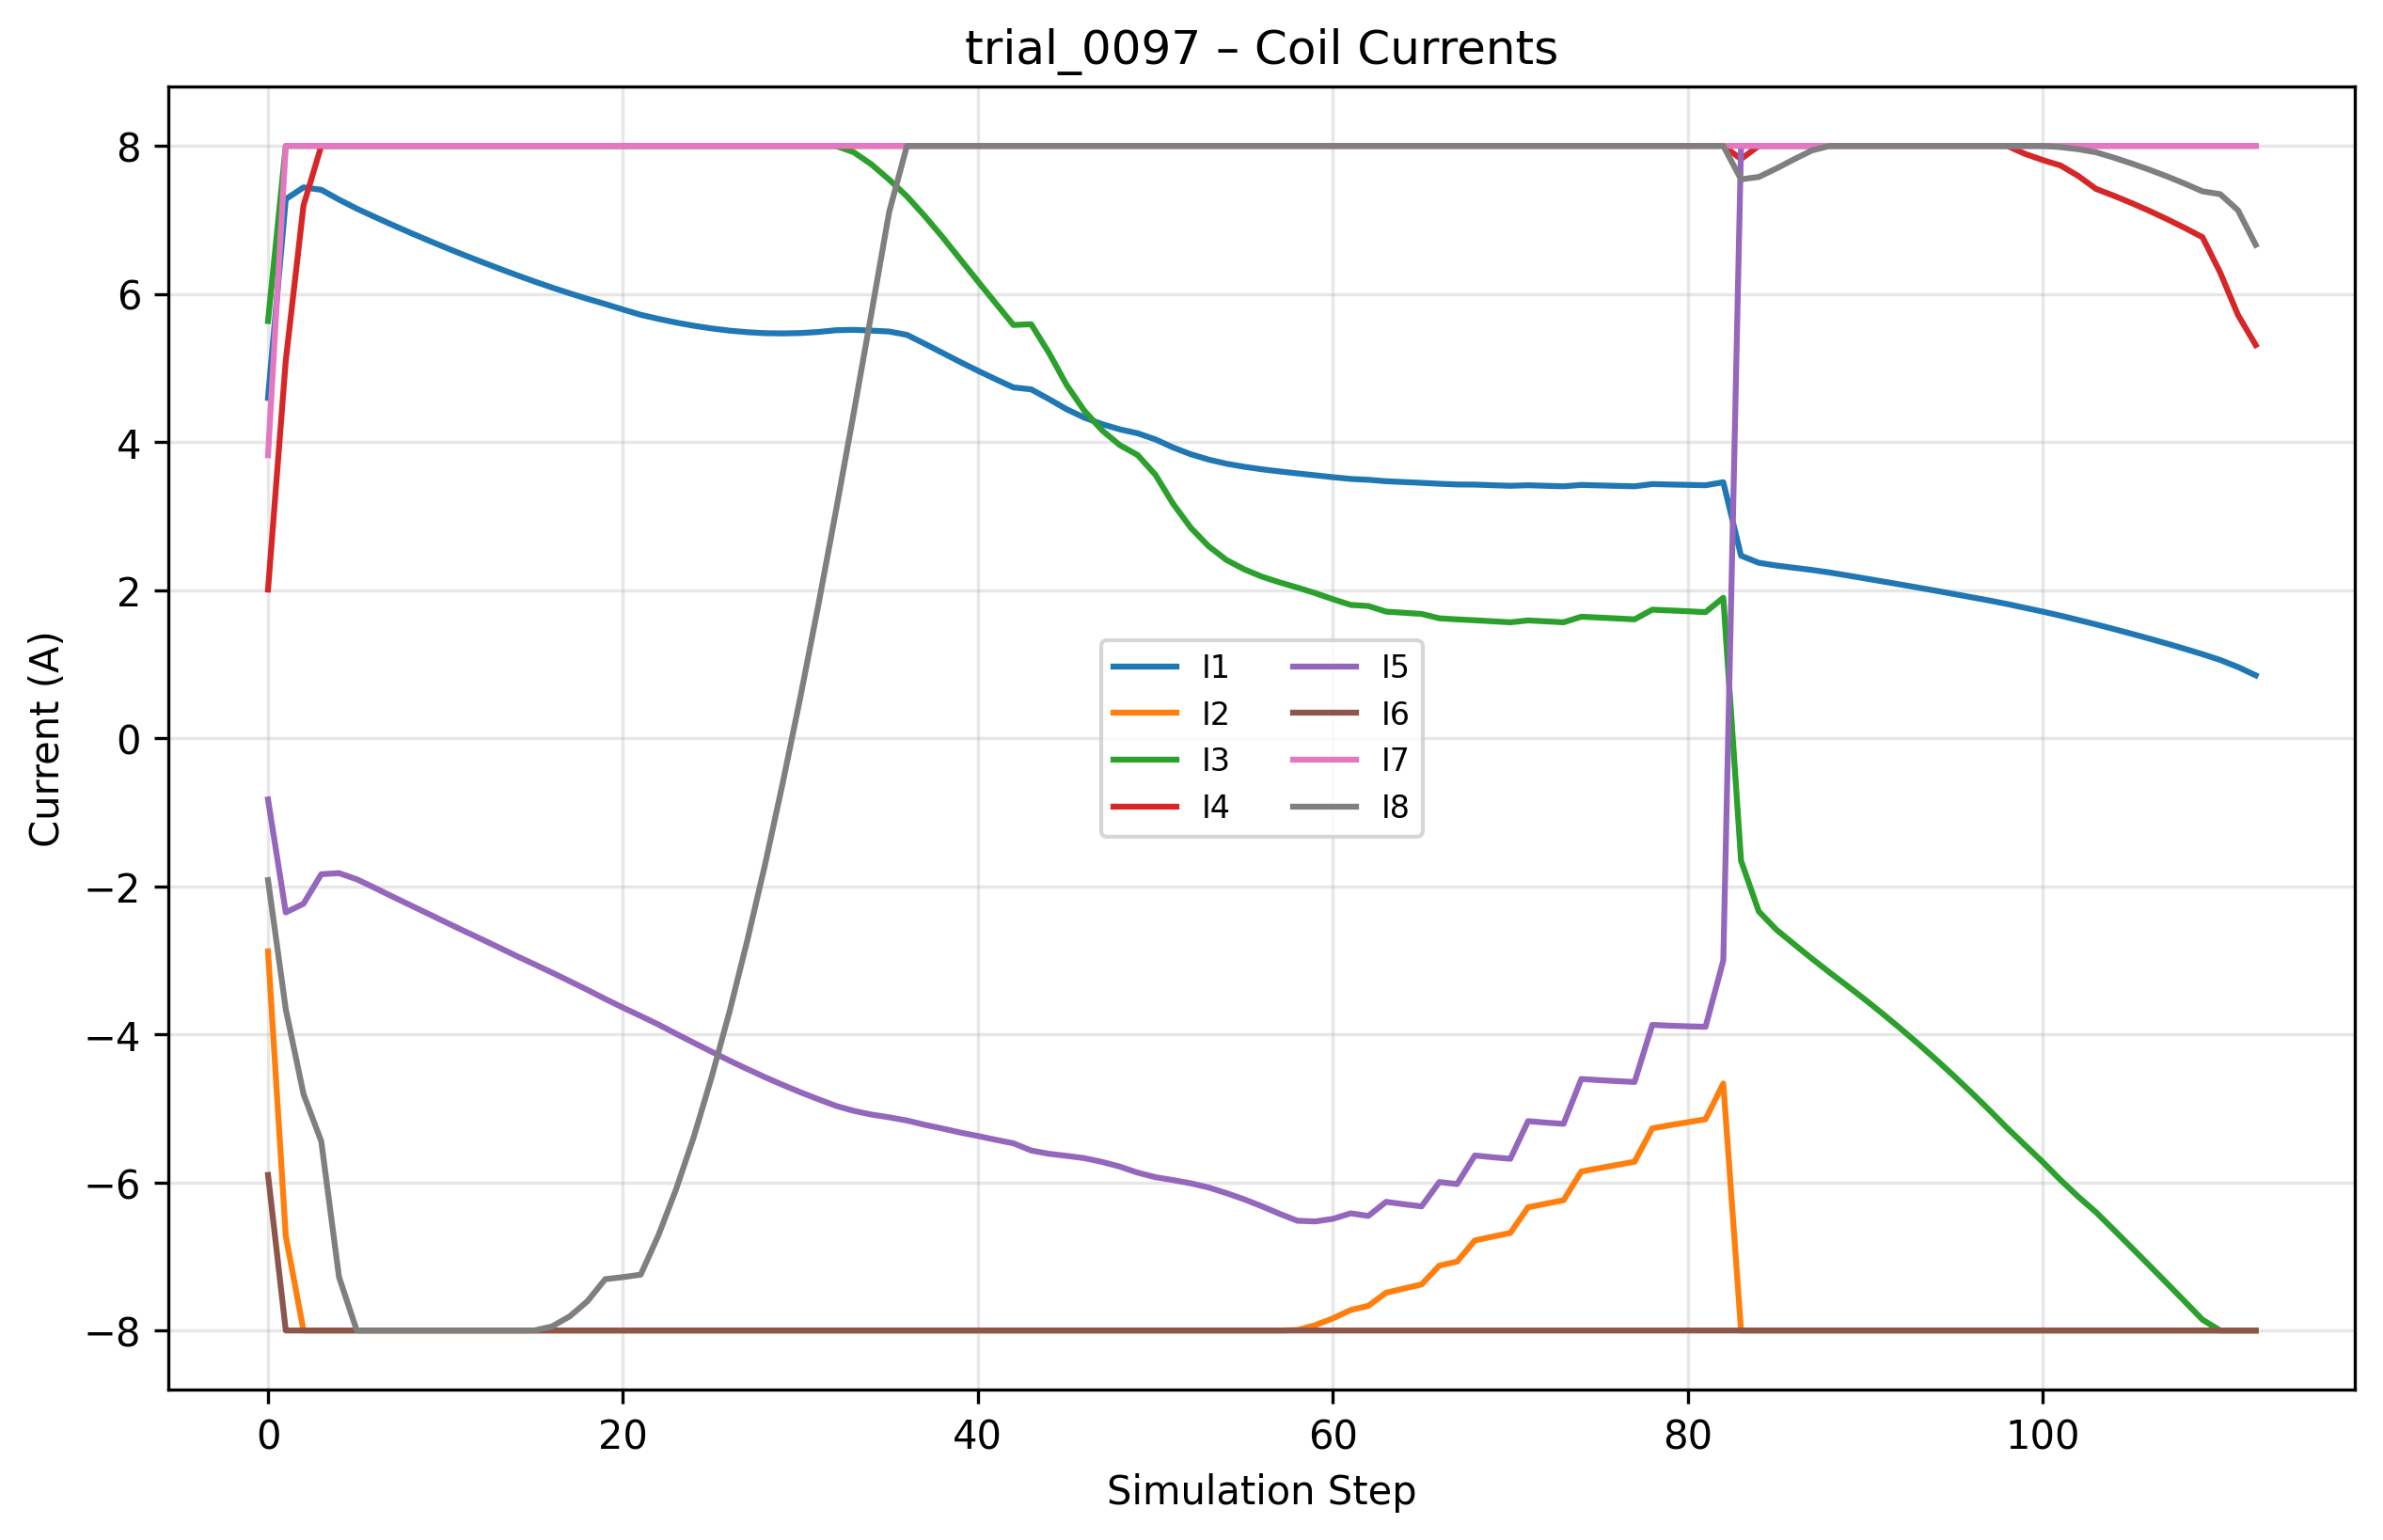 trial_0097 – Coil Currents
Current (A)
8
6
4
2
0
−2
−4
−6
−8
I1
I2
I3
I4
I5
I6
I7
I8
0 20 40 60 80 100
Simulation Step